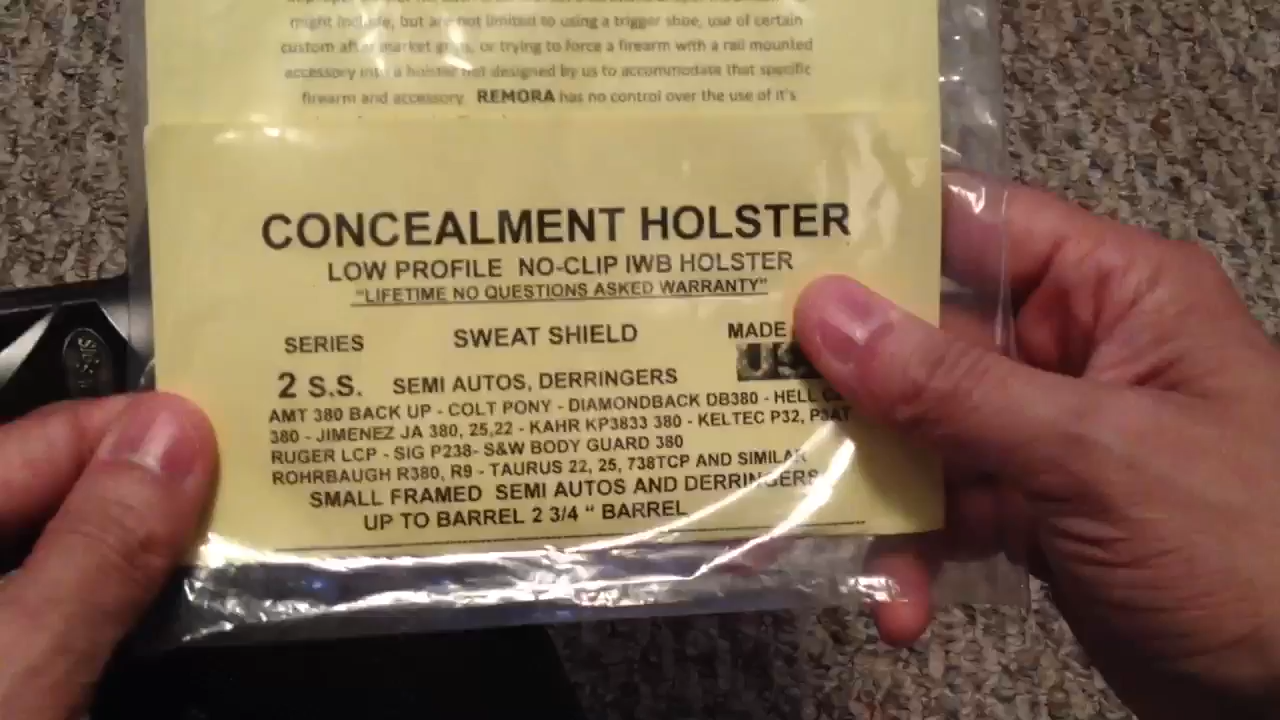 might include, but are not limited to using a trigger shoe, use of certain
custom after market grips, or trying to force a firearm with a rail mounted
accessory into a holster not designed by us to accommodate that specific
firearm and accessory. REMORA has no control over the use of it's
CONCEALMENT HOLSTER
LOW PROFILE NO-CLIP IWB HOLSTER
"LIFETIME NO QUESTIONS ASKED WARRANTY"
SERIES SWEAT SHIELD MADE
2 S.S. SEMI AUTOS, DERRINGERS
AMT 380 BACK UP - COLT PONY - DIAMONDBACK DB380 - HELL
380 - JIMENEZ JA 380, 25,22 - KAHR KP3833 380 - KELTEC P32, P3AT
RUGER LCP - SIG P238- S&W BODY GUARD 380
ROHRBAUGH R380, R9 - TAURUS 22, 25, 738TCP AND SIMILAR
SMALL FRAMED SEMI AUTOS AND DERRINGERS
UP TO BARREL 2 3/4 " BARREL